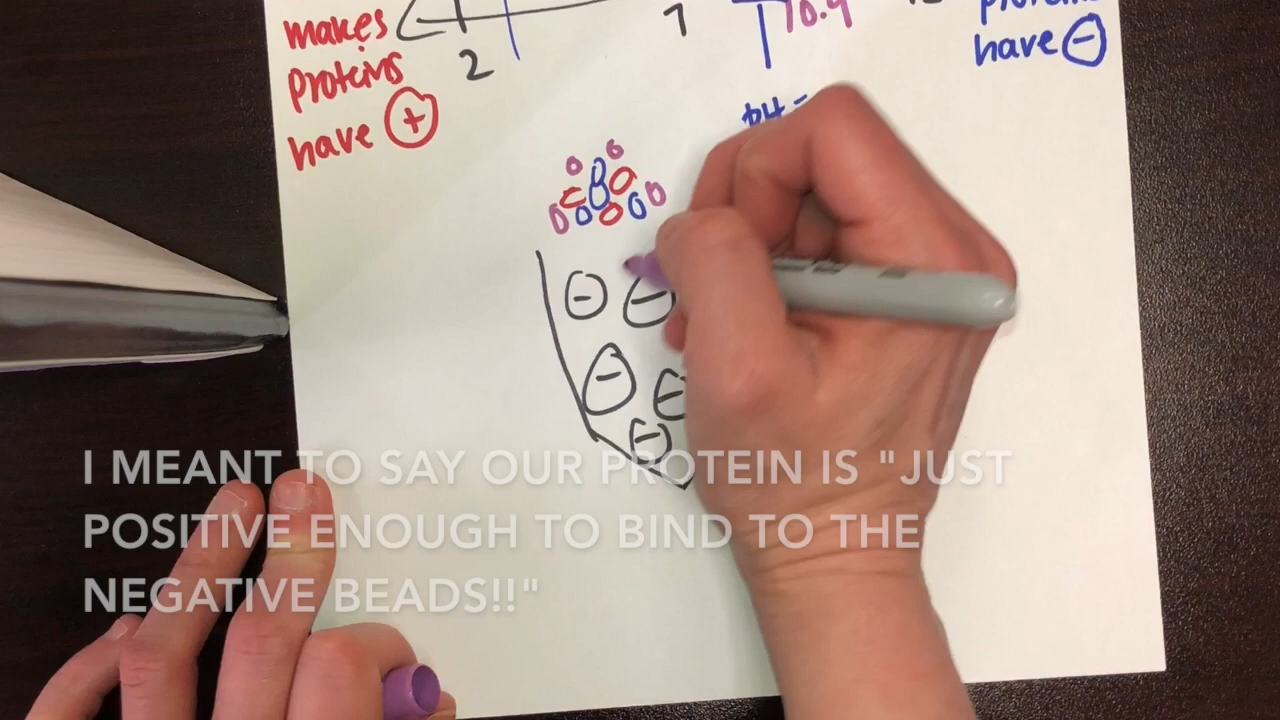 makes
proteins
have +
2
7
10.4
have -
pH =
- -
- -
-
I MEANT TO SAY OUR PROTEIN IS "JUST
POSITIVE ENOUGH TO BIND TO THE
NEGATIVE BEADS!!"